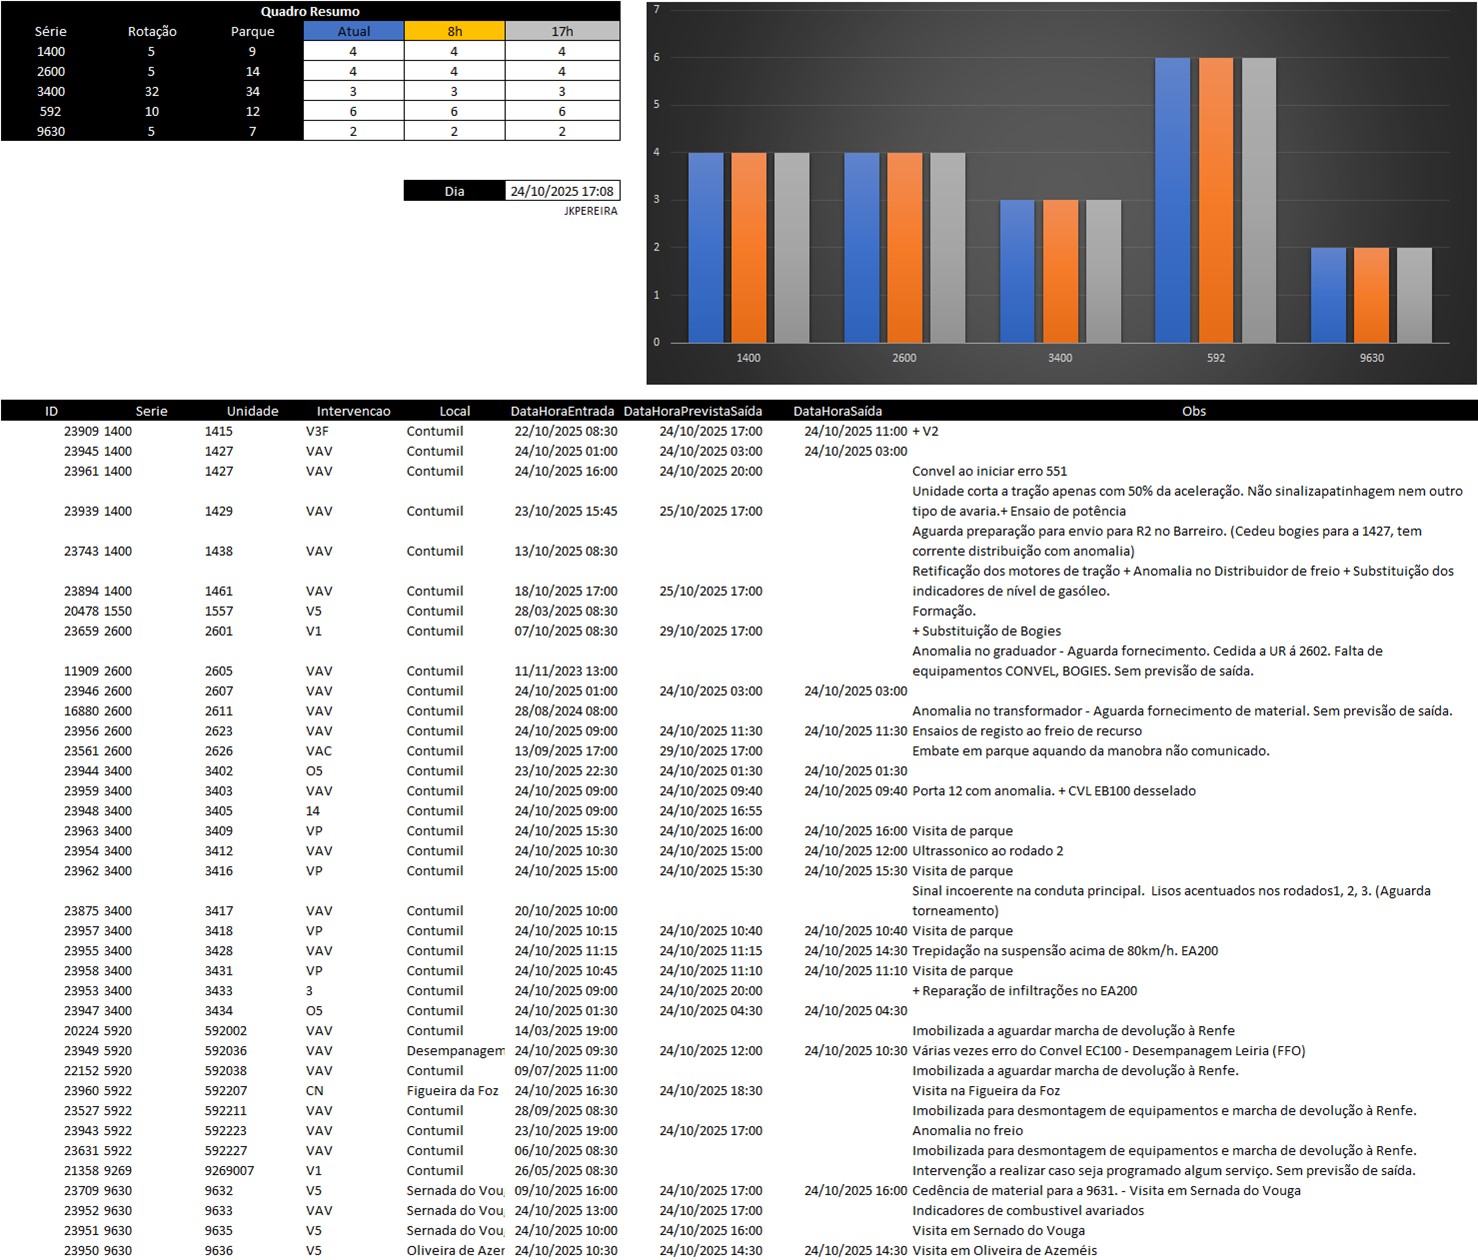 Quadro Resumo
Série Rotação Parque Atual 8h 17h
1400 5 9 4 4 4
2600 5 14 4 4 4
3400 32 34 3 3 3
592 10 12 6 6 6
9630 5 7 2 2 2
Dia 24/10/2025 17:08
JKPEREIRA
7
6
5
4
3
2
1
0
1400 2600 3400 592 9630
ID Serie Unidade Intervencao Local DataHoraEntrada DataHoraPrevistaSaída DataHoraSaída Obs
23909 1400 1415 V3F Contumil 22/10/2025 08:30 24/10/2025 17:00 24/10/2025 11:00 + V2
23945 1400 1427 VAV Contumil 24/10/2025 01:00 24/10/2025 03:00 24/10/2025 03:00
23961 1400 1427 VAV Contumil 24/10/2025 16:00 24/10/2025 20:00 Convel ao iniciar erro 551
Unidade corta a tração apenas com 50% da aceleração. Não sinalizapatinhagem nem outro
23939 1400 1429 VAV Contumil 23/10/2025 15:45 25/10/2025 17:00 tipo de avaria.+ Ensaio de potência
Aguarda preparação para envio para R2 no Barreiro. (Cedeu bogies para a 1427, tem
23743 1400 1438 VAV Contumil 13/10/2025 08:30 corrente distribuição com anomalia)
Retificação dos motores de tração + Anomalia no Distribuidor de freio + Substituição dos
23894 1400 1461 VAV Contumil 18/10/2025 17:00 25/10/2025 17:00 indicadores de nível de gasóleo.
20478 1550 1557 V5 Contumil 28/03/2025 08:30 Formação.
23659 2600 2601 V1 Contumil 07/10/2025 08:30 29/10/2025 17:00 + Substituição de Bogies
Anomalia no graduador - Aguarda fornecimento. Cedida a UR á 2602. Falta de
11909 2600 2605 VAV Contumil 11/11/2023 13:00 equipamentos CONVEL, BOGIES. Sem previsão de saída.
23946 2600 2607 VAV Contumil 24/10/2025 01:00 24/10/2025 03:00 24/10/2025 03:00
16880 2600 2611 VAV Contumil 28/08/2024 08:00 Anomalia no transformador - Aguarda fornecimento de material. Sem previsão de saída.
23956 2600 2623 VAV Contumil 24/10/2025 09:00 24/10/2025 11:30 24/10/2025 11:30 Ensaios de registo ao freio de recurso
23561 2600 2626 VAC Contumil 13/09/2025 17:00 29/10/2025 17:00 Embate em parque aquando da manobra não comunicado.
23944 3400 3402 O5 Contumil 23/10/2025 22:30 24/10/2025 01:30 24/10/2025 01:30
23959 3400 3403 VAV Contumil 24/10/2025 09:00 24/10/2025 09:40 24/10/2025 09:40 Porta 12 com anomalia. + CVL EB100 desselado
23948 3400 3405 14 Contumil 24/10/2025 09:00 24/10/2025 16:55
23963 3400 3409 VP Contumil 24/10/2025 15:30 24/10/2025 16:00 24/10/2025 16:00 Visita de parque
23954 3400 3412 VAV Contumil 24/10/2025 10:30 24/10/2025 15:00 24/10/2025 12:00 Ultrassonico ao rodado 2
23962 3400 3416 VP Contumil 24/10/2025 15:00 24/10/2025 15:30 24/10/2025 15:30 Visita de parque
Sinal incoerente na conduta principal. Lisos acentuados nos rodados1, 2, 3. (Aguarda
23875 3400 3417 VAV Contumil 20/10/2025 10:00 torneamento)
23957 3400 3418 VP Contumil 24/10/2025 10:15 24/10/2025 10:40 24/10/2025 10:40 Visita de parque
23955 3400 3428 VAV Contumil 24/10/2025 11:15 24/10/2025 11:15 24/10/2025 14:30 Trepidação na suspensão acima de 80km/h. EA200
23958 3400 3431 VP Contumil 24/10/2025 10:45 24/10/2025 11:10 24/10/2025 11:10 Visita de parque
23953 3400 3433 3 Contumil 24/10/2025 09:00 24/10/2025 20:00 + Reparação de infiltrações no EA200
23947 3400 3434 O5 Contumil 24/10/2025 01:30 24/10/2025 04:30 24/10/2025 04:30
20224 5920 592002 VAV Contumil 14/03/2025 19:00 Imobilizada a aguardar marcha de devolução à Renfe
23949 5920 592036 VAV Desempanagem 24/10/2025 09:30 24/10/2025 12:00 24/10/2025 10:30 Várias vezes erro do Convel EC100 - Desempanagem Leiria (FFO)
22152 5920 592038 VAV Contumil 09/07/2025 11:00 Imobilizada a aguardar marcha de devolução à Renfe.
23960 5922 592207 CN Figueira da Foz 24/10/2025 16:30 24/10/2025 18:30 Visita na Figueira da Foz
23527 5922 592211 VAV Contumil 28/09/2025 08:30 Imobilizada para desmontagem de equipamentos e marcha de devolução à Renfe.
23943 5922 592223 VAV Contumil 23/10/2025 19:00 24/10/2025 17:00 Anomalia no freio
23631 5922 592227 VAV Contumil 06/10/2025 08:30 Imobilizada para desmontagem de equipamentos e marcha de devolução à Renfe.
21358 9269 9269007 V1 Contumil 26/05/2025 08:30 Intervenção a realizar caso seja programado algum serviço. Sem previsão de saída.
23709 9630 9632 V5 Sernada do Vou 09/10/2025 16:00 24/10/2025 17:00 24/10/2025 16:00 Cedência de material para a 9631. - Visita em Sernada do Vouga
23952 9630 9633 VAV Sernada do Vou 24/10/2025 13:00 24/10/2025 17:00 Indicadores de combustivel avariados
23951 9630 9635 V5 Sernada do Vou 24/10/2025 10:00 24/10/2025 16:00 Visita em Sernado do Vouga
23950 9630 9636 V5 Oliveira de Azer 24/10/2025 10:30 24/10/2025 14:30 24/10/2025 14:30 Visita em Oliveira de Azeméis